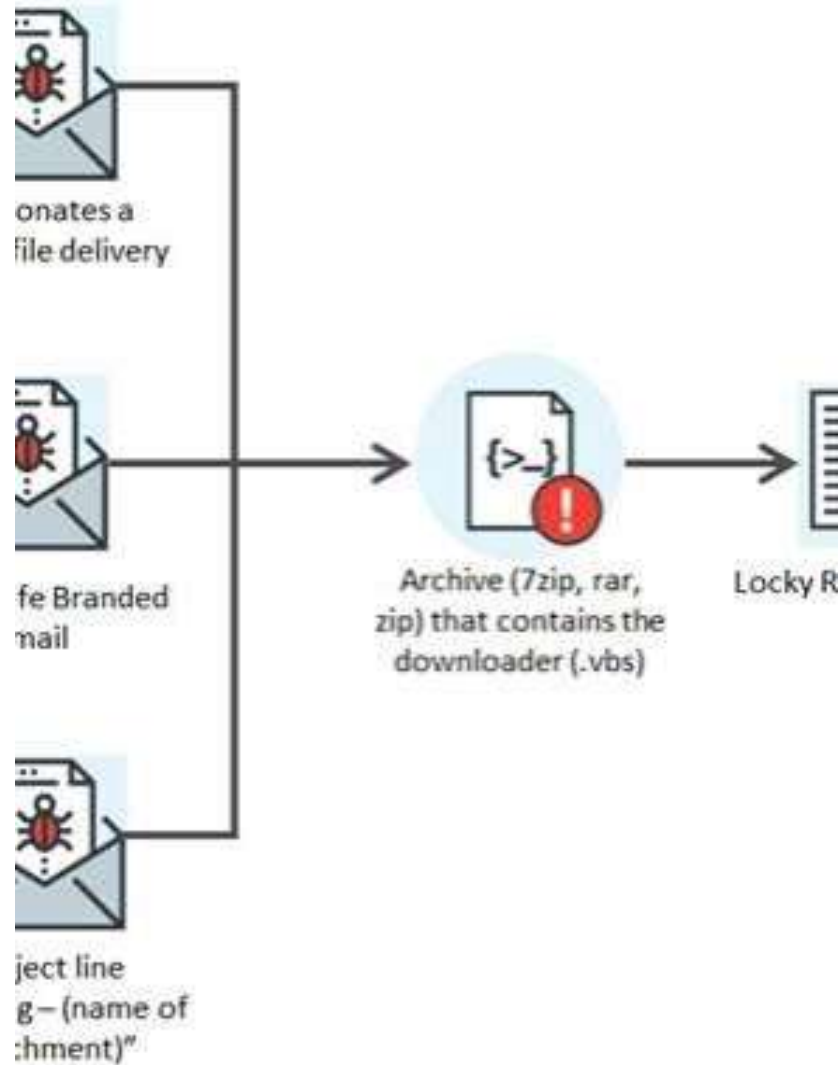 onates a
file delivery
fe Branded
mail
ject line
g – (name of
chment)”
{>_}
!
Archive (7zip, rar,
zip) that contains the
downloader (.vbs)
Locky R